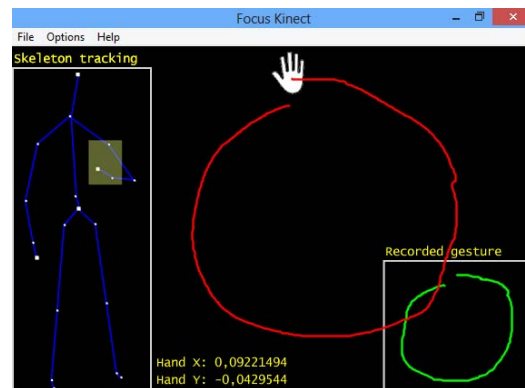 Focus Kinect
File Options Help
Skeleton tracking
Recorded gesture
Hand X: 0,09221494
Hand Y: -0,0429544